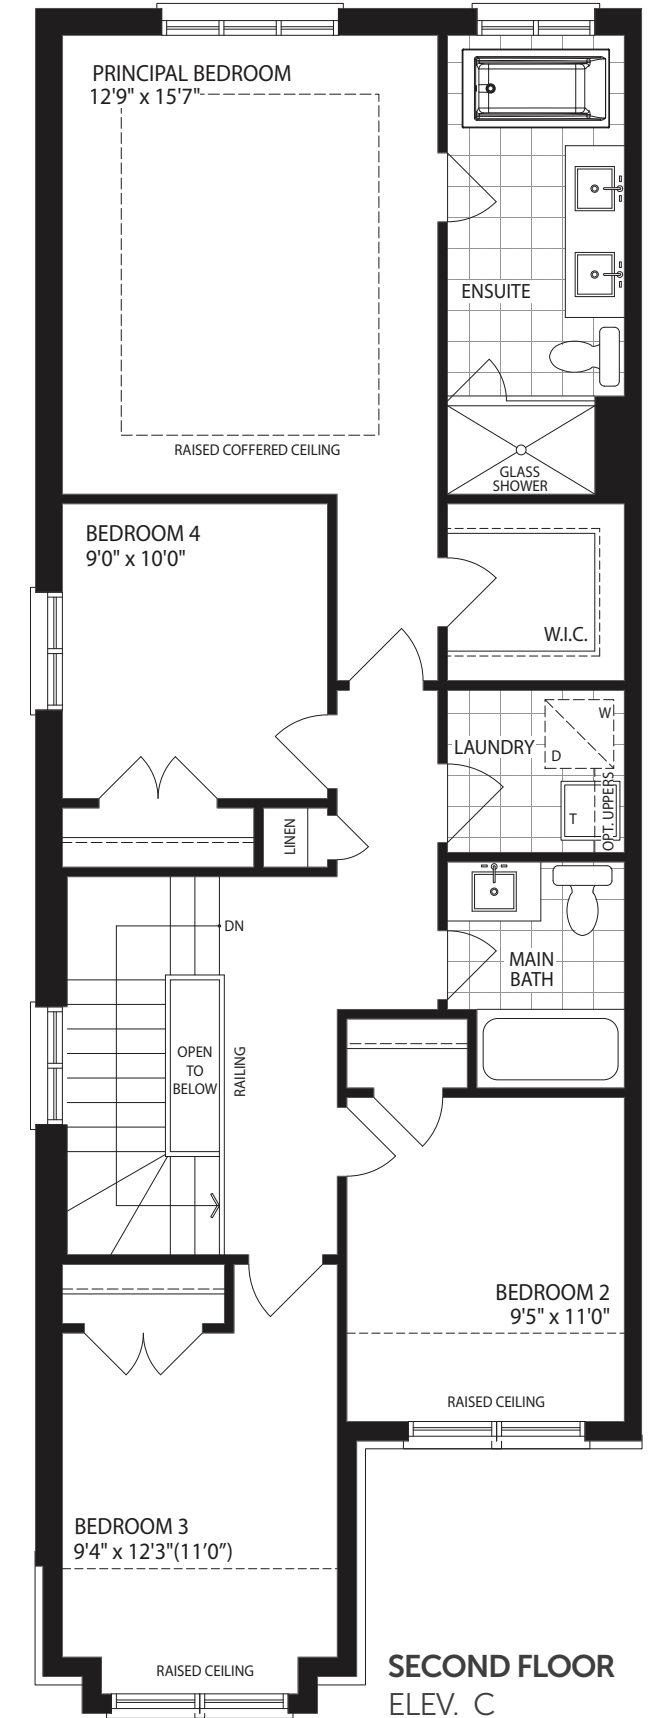 PRINCIPAL BEDROOM
12'9" x 15'7"
RAISED COFFERED CEILING
ENSUITE
GLASS
SHOWER
BEDROOM 4
9'0" x 10'0"
W.I.C.
LAUNDRY
W
D
T
OPT. UPPERS
LINEN
DN
MAIN
BATH
OPEN
TO
BELOW
RAILING
BEDROOM 2
9'5" x 11'0"
RAISED CEILING
BEDROOM 3
9'4" x 12'3"(11'0”)
RAISED CEILING
SECOND FLOOR
ELEV. C